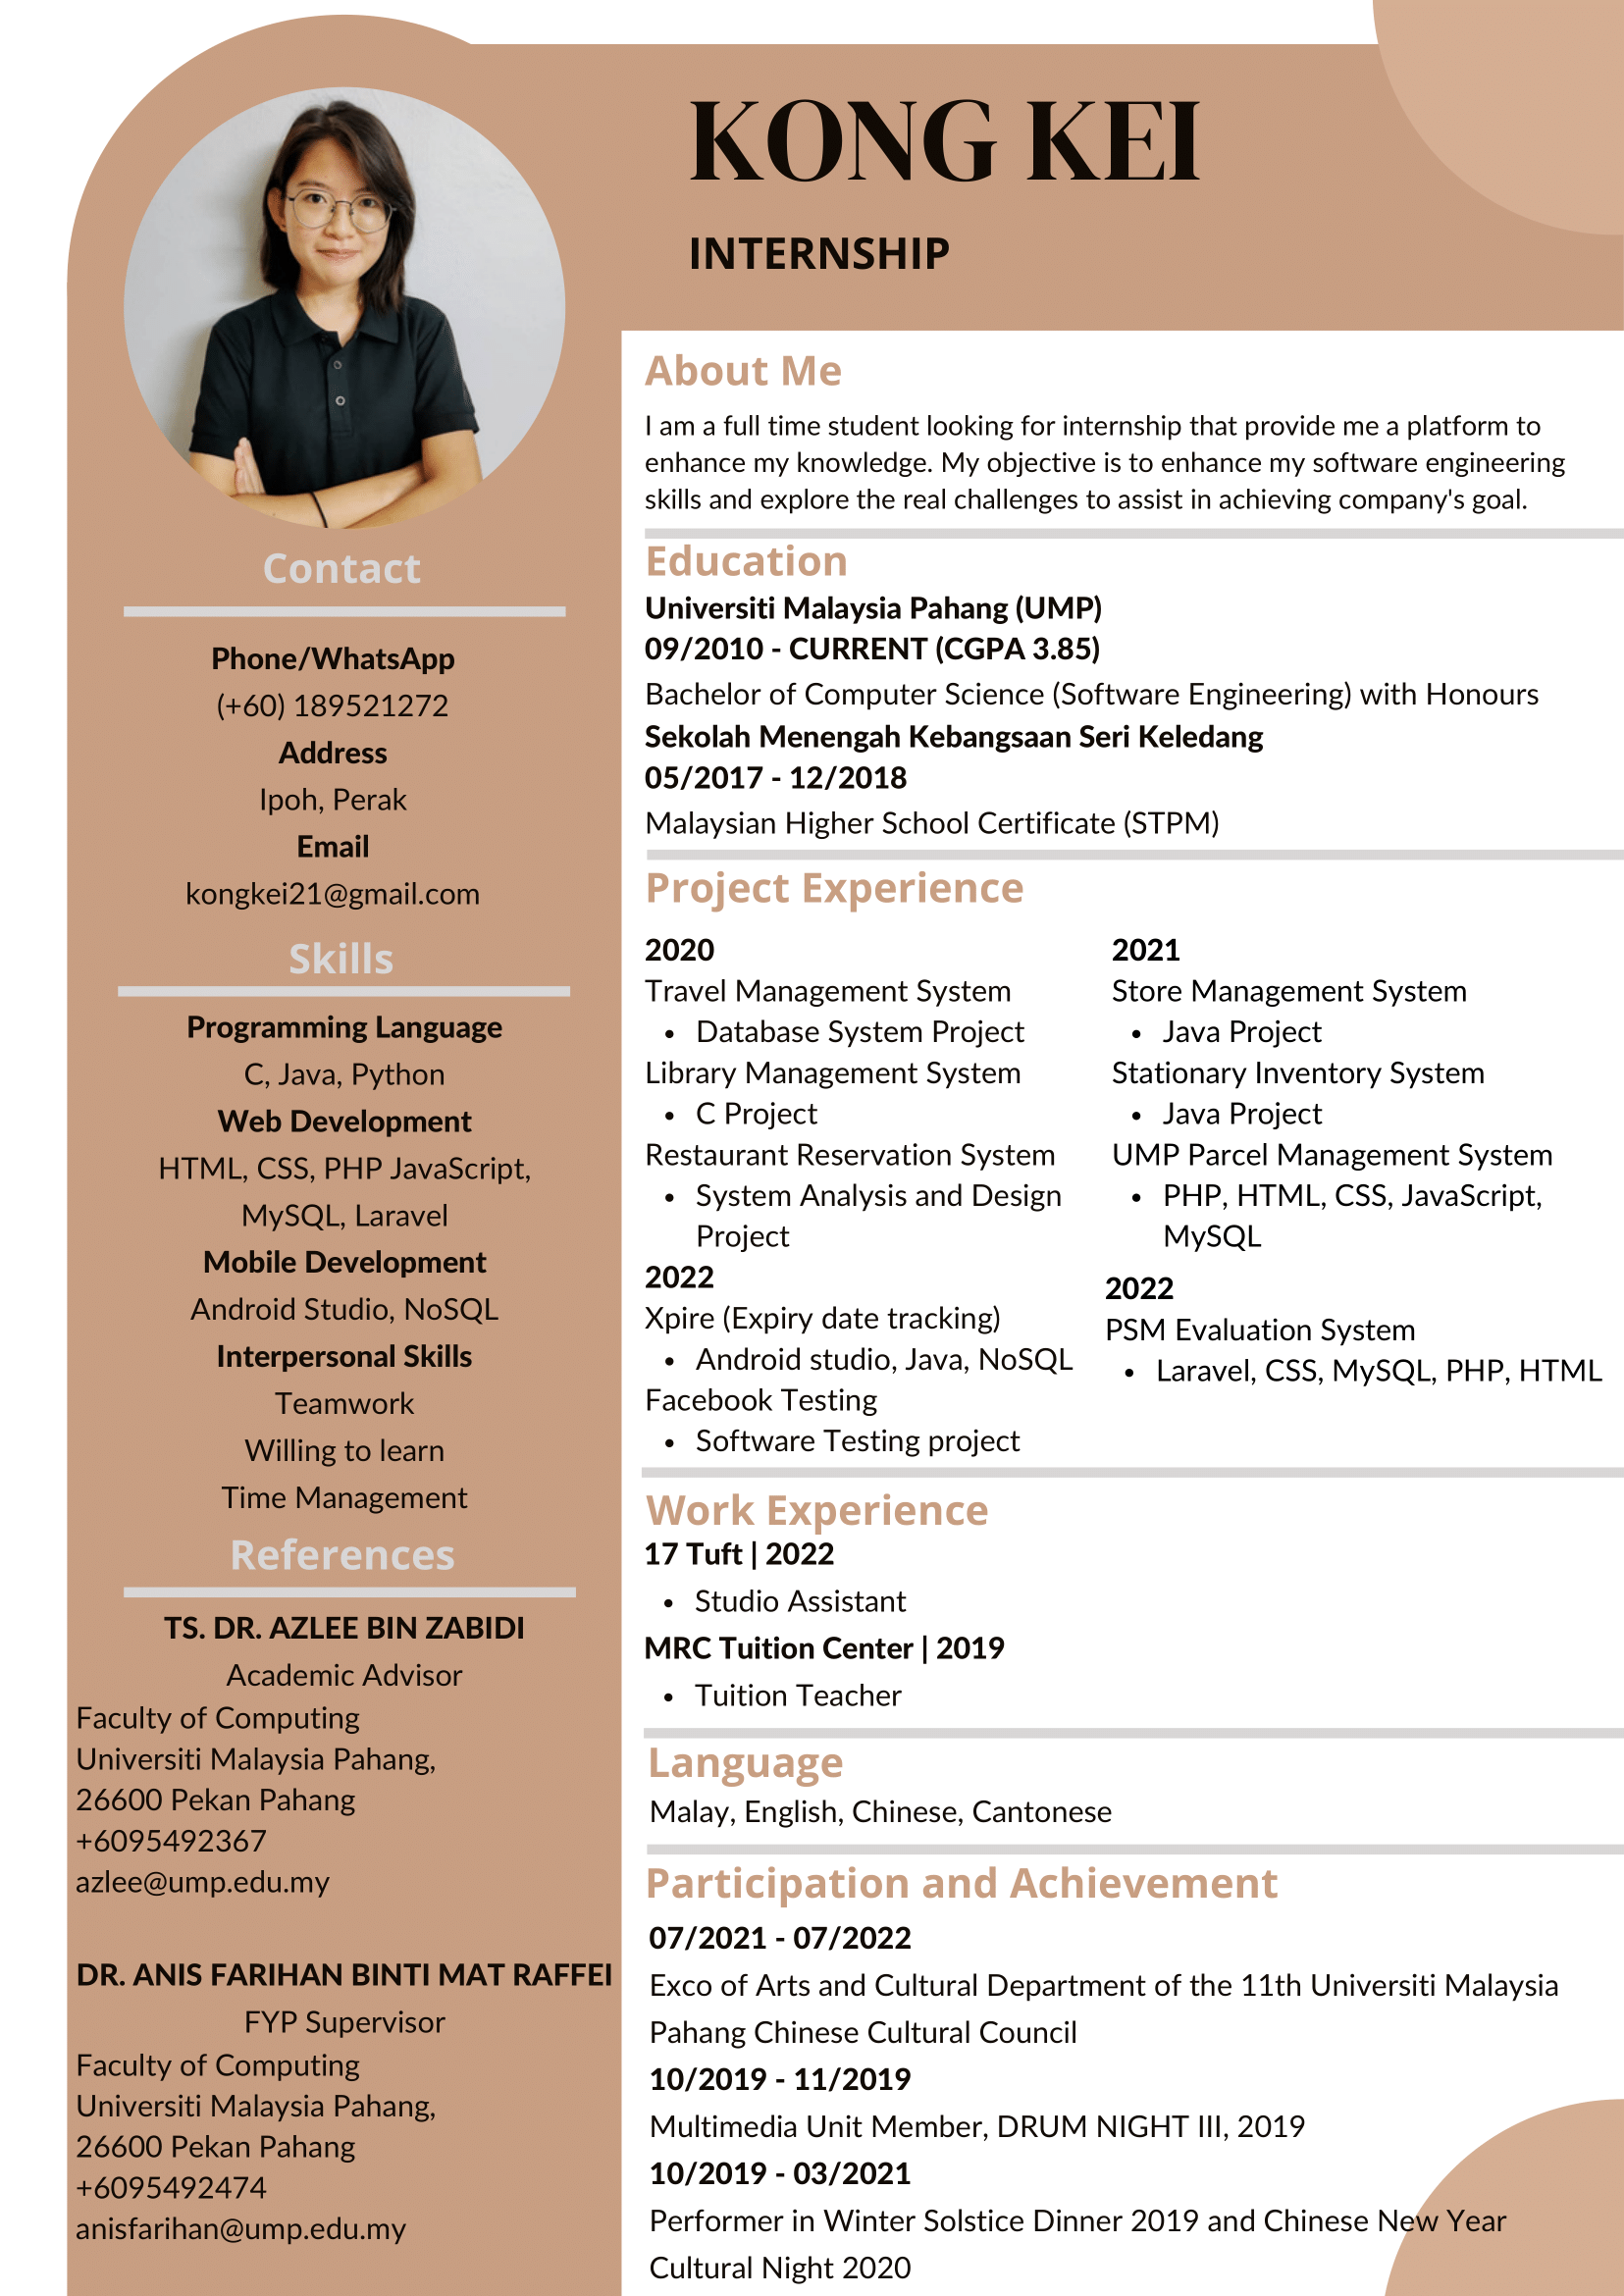 KONG KEI
INTERNSHIP
Contact
Phone/WhatsApp
(+60) 189521272
Address
Ipoh, Perak
Email
kongkei21@gmail.com
Skills
Programming Language
C, Java, Python
Web Development
HTML, CSS, PHP JavaScript,
MySQL, Laravel
Mobile Development
Android Studio, NoSQL
Interpersonal Skills
Teamwork
Willing to learn
Time Management
References
TS. DR. AZLEE BIN ZABIDI
Academic Advisor
Faculty of Computing
Universiti Malaysia Pahang,
26600 Pekan Pahang
+6095492367
azlee@ump.edu.my
DR. ANIS FARIHAN BINTI MAT RAFFEI
FYP Supervisor
Faculty of Computing
Universiti Malaysia Pahang,
26600 Pekan Pahang
+6095492474
anisfarihan@ump.edu.my
About Me
I am a full time student looking for internship that provide me a platform to
enhance my knowledge. My objective is to enhance my software engineering
skills and explore the real challenges to assist in achieving company's goal.
Education
Universiti Malaysia Pahang (UMP)
09/2010 - CURRENT (CGPA 3.85)
Bachelor of Computer Science (Software Engineering) with Honours
Sekolah Menengah Kebangsaan Seri Keledang
05/2017 - 12/2018
Malaysian Higher School Certificate (STPM)
Project Experience
2020
Travel Management System
• Database System Project
Library Management System
• C Project
Restaurant Reservation System
• System Analysis and Design
Project
2022
Xpire (Expiry date tracking)
• Android studio, Java, NoSQL
Facebook Testing
• Software Testing project
2021
Store Management System
• Java Project
Stationary Inventory System
• Java Project
UMP Parcel Management System
• PHP, HTML, CSS, JavaScript,
MySQL
2022
PSM Evaluation System
• Laravel, CSS, MySQL, PHP, HTML
Work Experience
17 Tuft | 2022
• Studio Assistant
MRC Tuition Center | 2019
• Tuition Teacher
Language
Malay, English, Chinese, Cantonese
Participation and Achievement
07/2021 - 07/2022
Exco of Arts and Cultural Department of the 11th Universiti Malaysia
Pahang Chinese Cultural Council
10/2019 - 11/2019
Multimedia Unit Member, DRUM NIGHT III, 2019
10/2019 - 03/2021
Performer in Winter Solstice Dinner 2019 and Chinese New Year
Cultural Night 2020